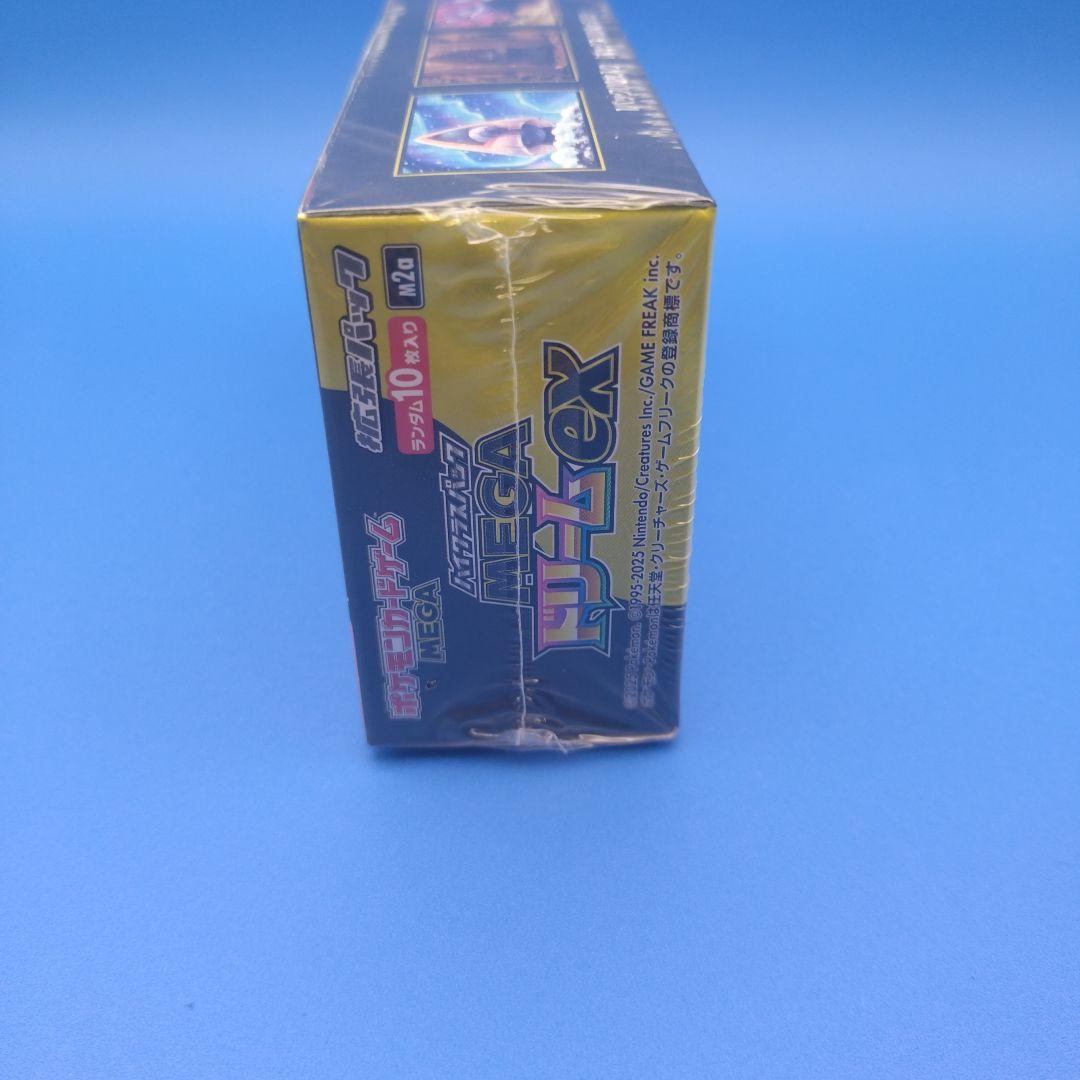 ポケモンカードゲーム
MEGA
拡張パック
M2a
ランダム10枚入り
ハイクラスパック
MEGA
ドリームex
©2025 Pokémon. ©1995-2025 Nintendo/Creatures Inc./GAME FREAK inc.
ポケモン・Pokémonは任天堂・クリーチャーズ・ゲームフリークの登録商標です。